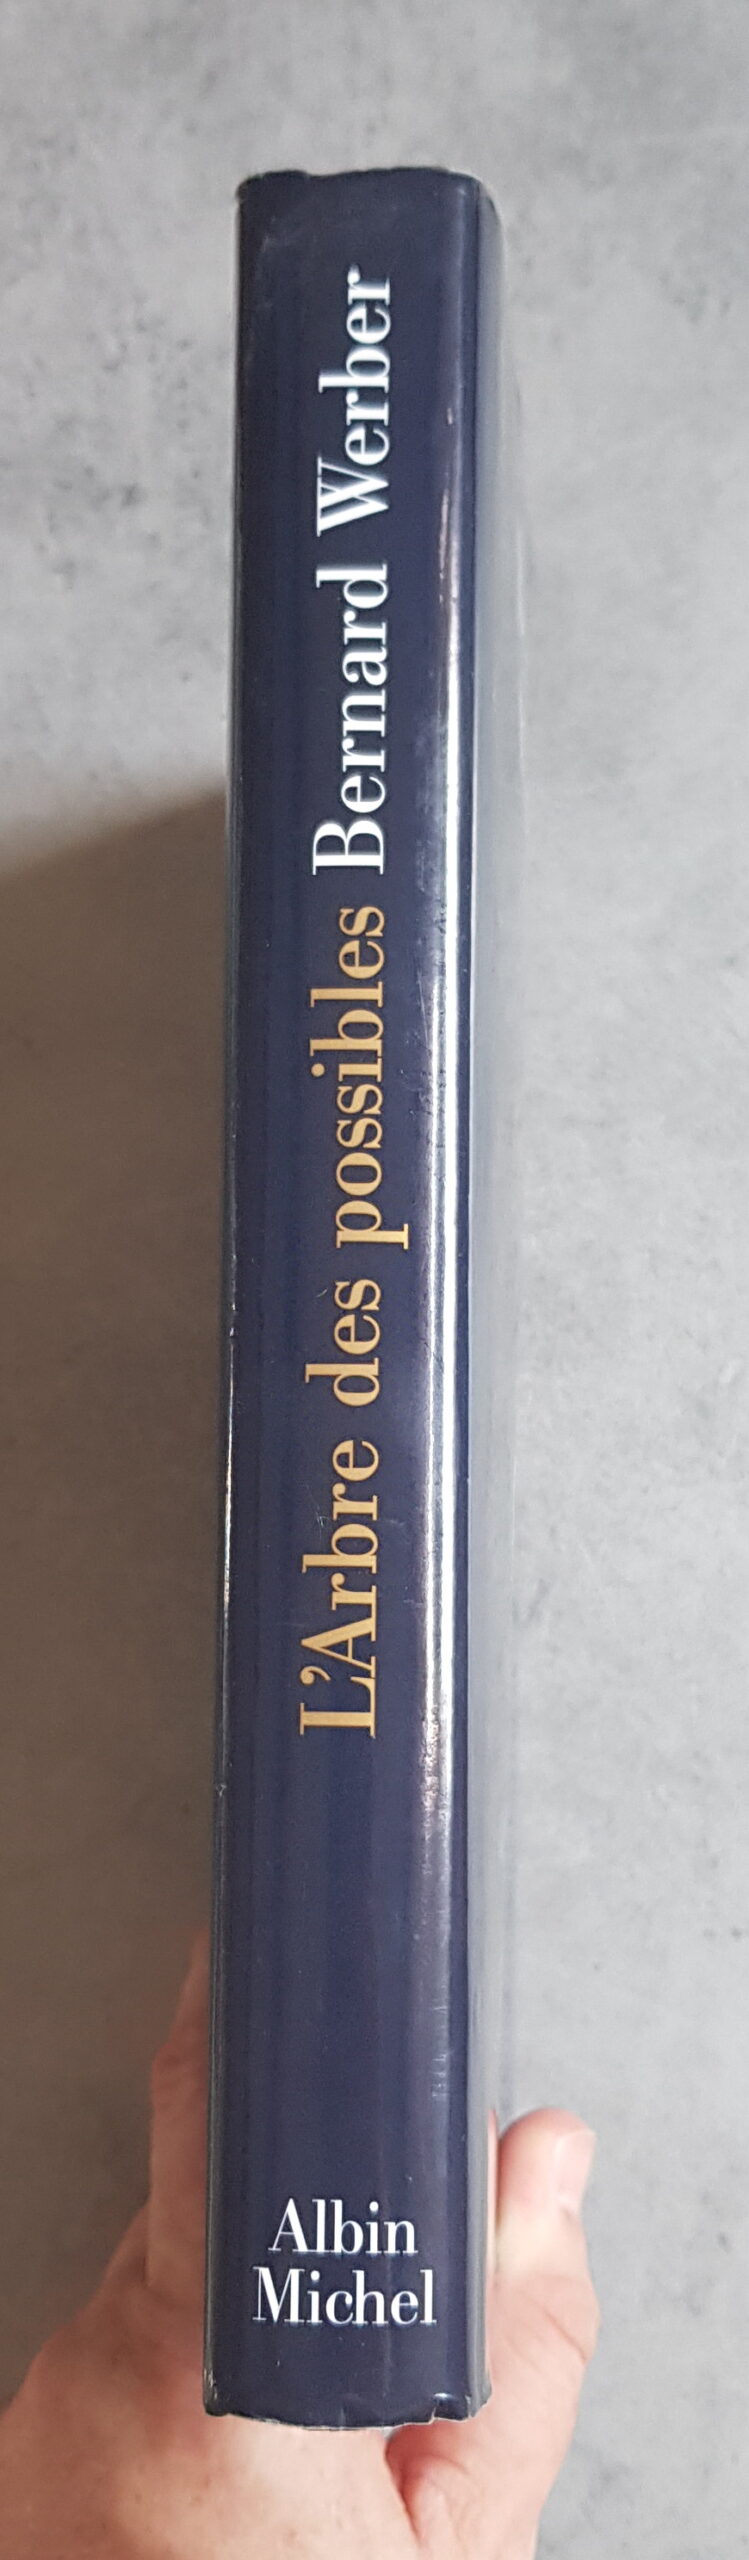 L'Arbre des possibles Bernard Werber
Albin
Michel